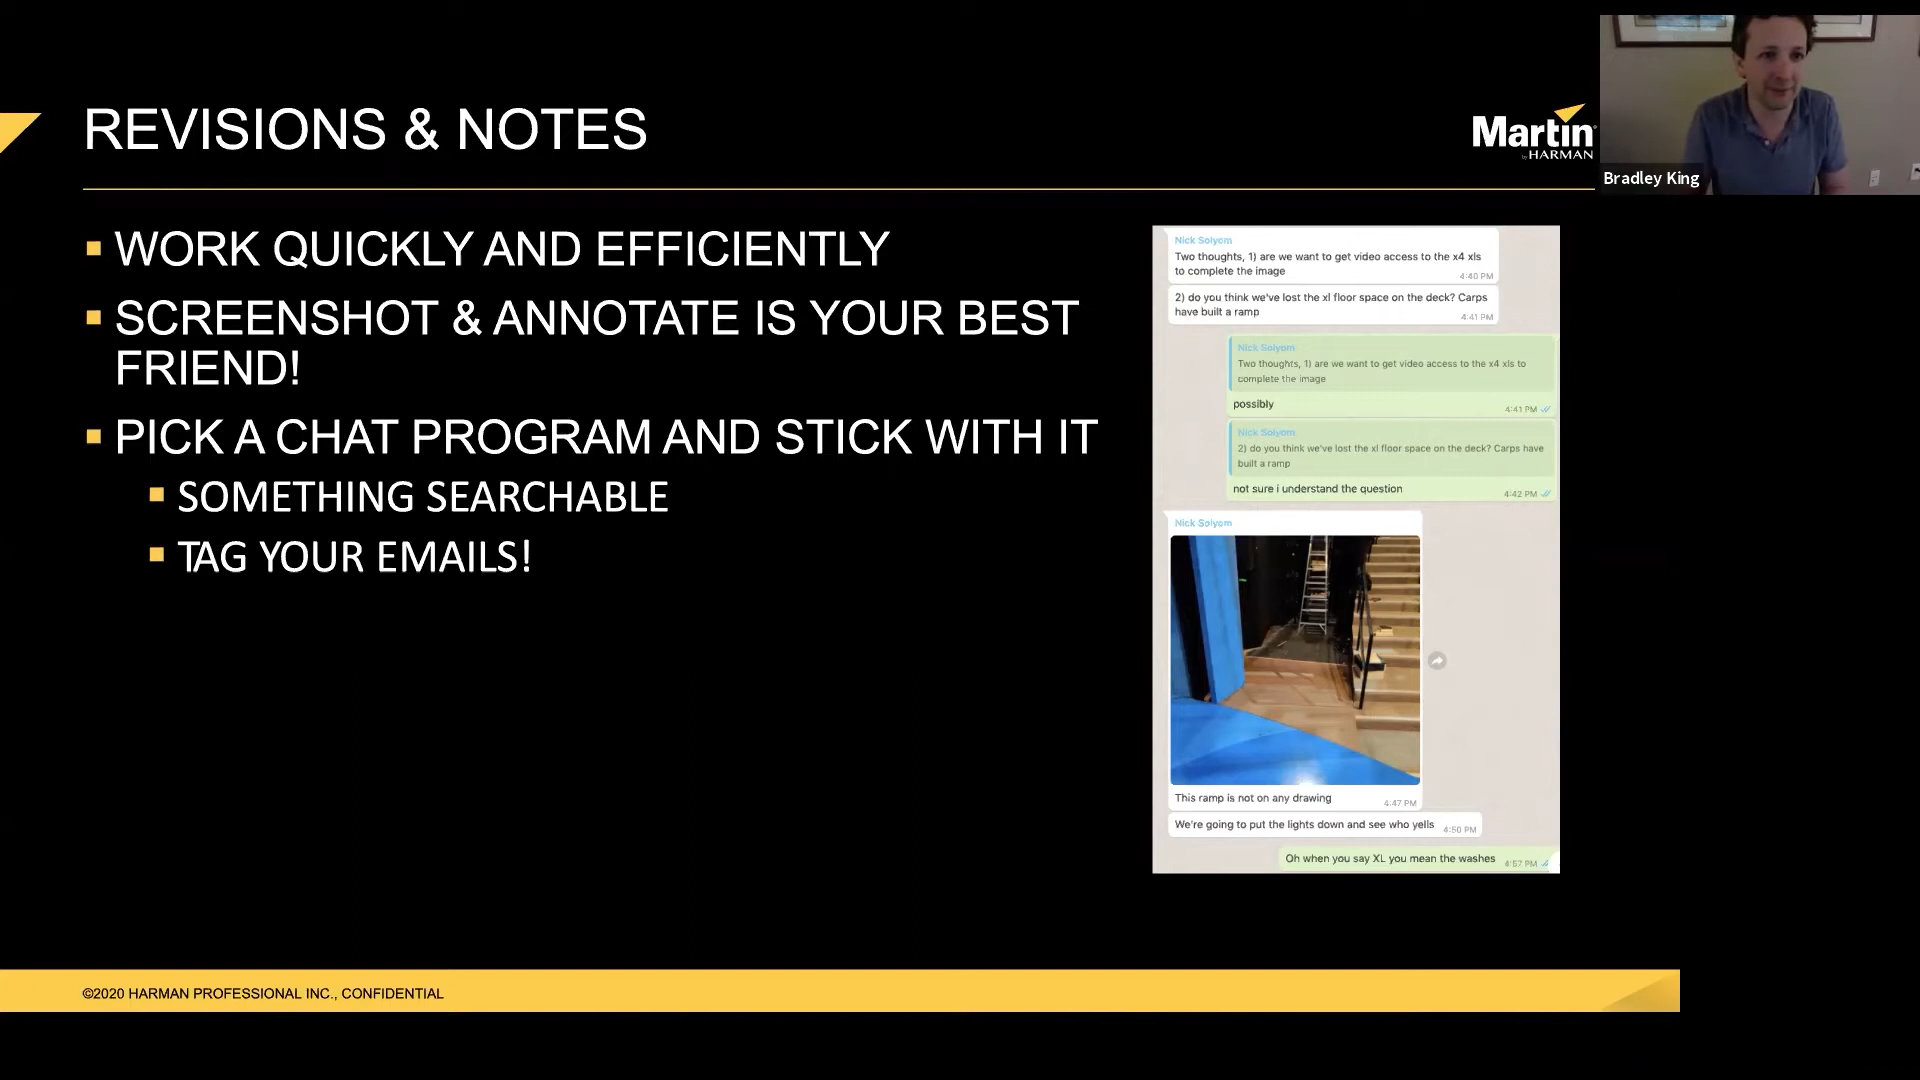 REVISIONS & NOTES
Martin
by HARMAN
Bradley King
WORK QUICKLY AND EFFICIENTLY
SCREENSHOT & ANNOTATE IS YOUR BEST
FRIEND!
PICK A CHAT PROGRAM AND STICK WITH IT
SOMETHING SEARCHABLE
TAG YOUR EMAILS!
Nick Solyom
Two thoughts, 1) are we want to get video access to the x4 xls
to complete the image
4:40 PM
2) do you think we've lost the xl floor space on the deck? Carps
have built a ramp
4:41 PM
Nick Solyom
Two thoughts, 1) are we want to get video access to the x4 xls to
complete the image
possibly
4:41 PM
Nick Solyom
2) do you think we've lost the xl floor space on the deck? Carps have
built a ramp
not sure i understand the question
4:42 PM
Nick Solyom
This ramp is not on any drawing
4:47 PM
We're going to put the lights down and see who yells
4:50 PM
Oh when you say XL you mean the washes
4:57 PM
©2020 HARMAN PROFESSIONAL INC., CONFIDENTIAL